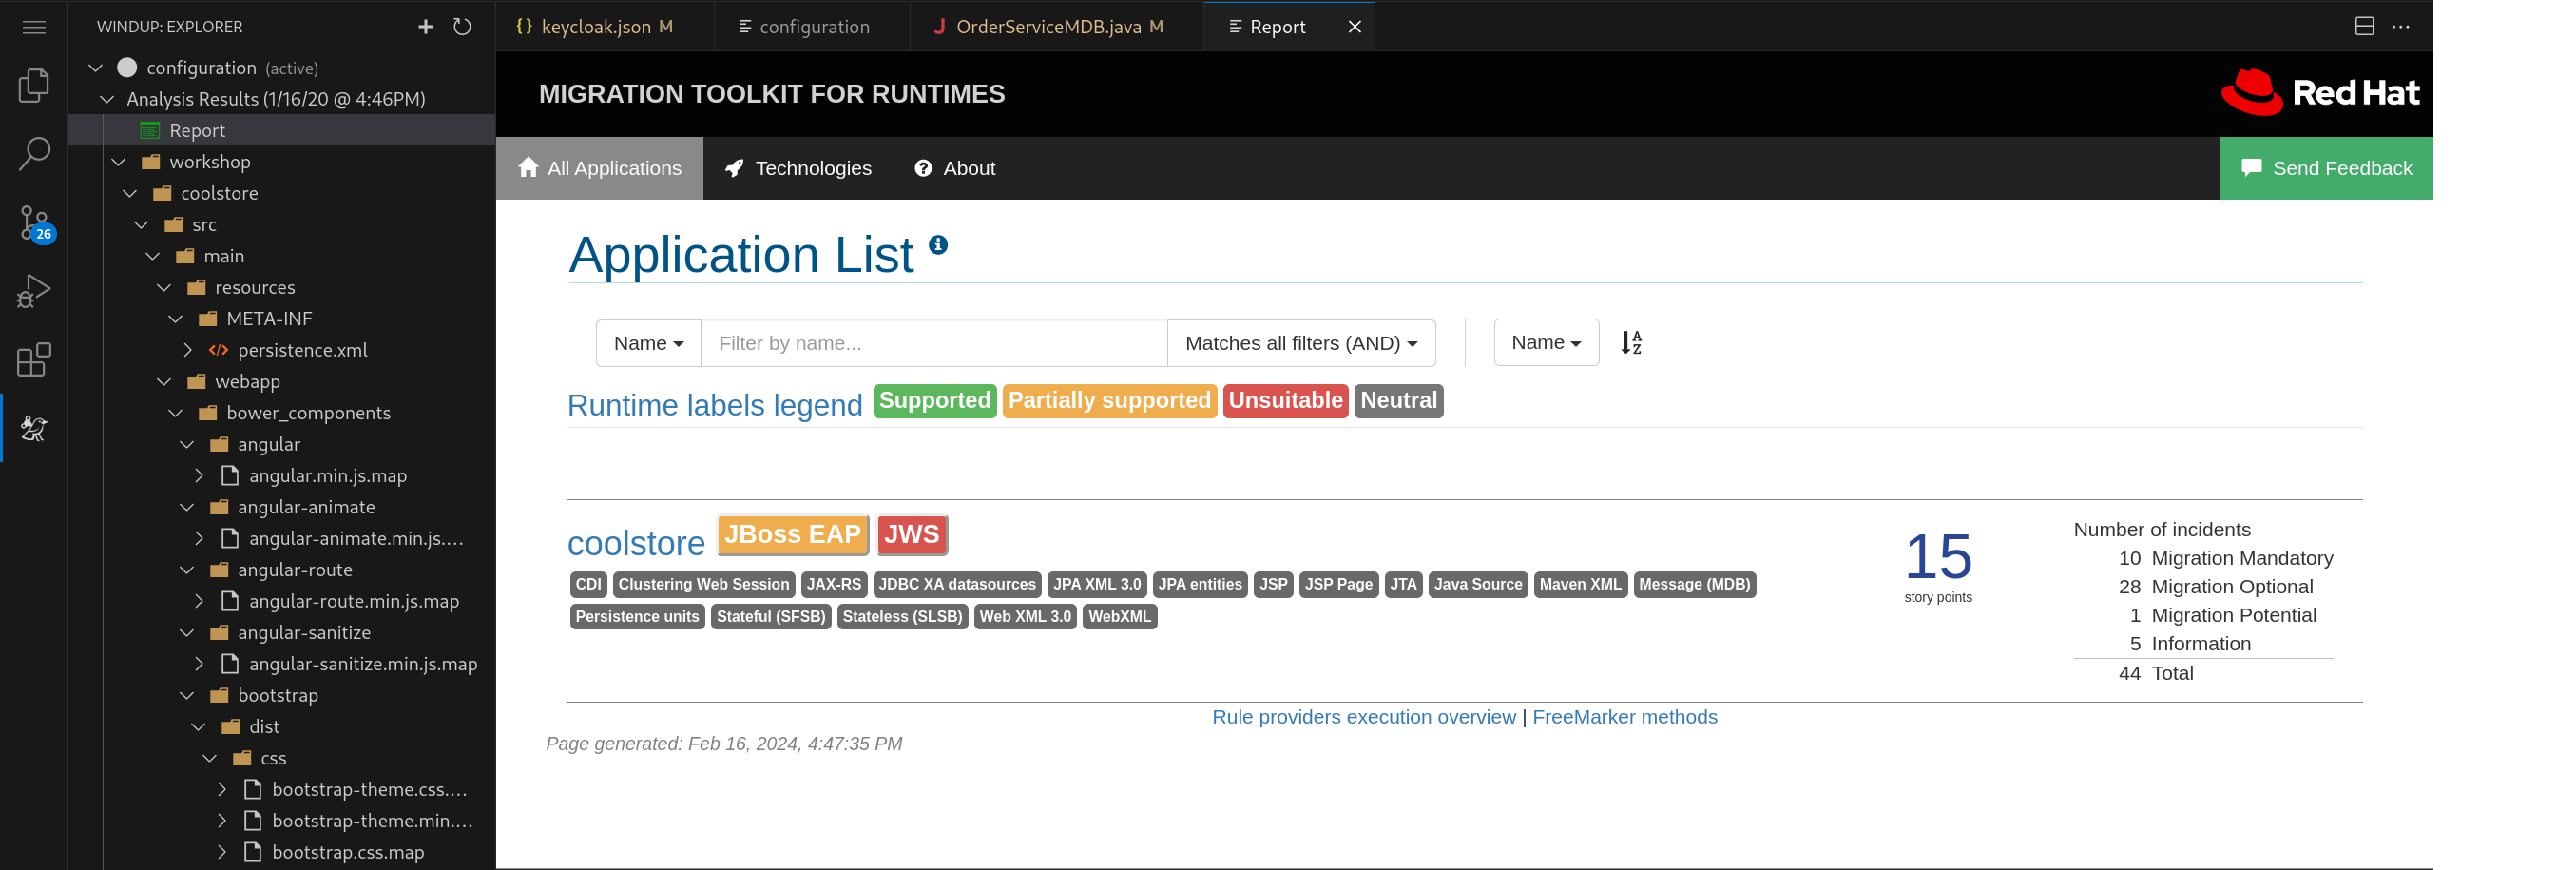 WINDUP: EXPLORER
configuration (active)
Analysis Results (1/16/20 @ 4:46PM)
Report
workshop
coolstore
src
main
resources
META-INF
persistence.xml
webapp
bower_components
angular
angular.min.js.map
angular-animate
angular-animate.min.js....
angular-route
angular-route.min.js.map
angular-sanitize
angular-sanitize.min.js.map
bootstrap
dist
css
bootstrap-theme.css....
bootstrap-theme.min....
bootstrap.css.map
26
{} keycloak.json M
configuration
J OrderServiceMDB.java M
Report
MIGRATION TOOLKIT FOR RUNTIMES
Red Hat
All Applications Technologies About Send Feedback
Application List
Name Filter by name... Matches all filters (AND) Name AZ
Runtime labels legend Supported Partially supported Unsuitable Neutral
coolstore JBoss EAP JWS
CDI Clustering Web Session JAX-RS JDBC XA datasources JPA XML 3.0 JPA entities JSP JSP Page JTA Java Source Maven XML Message (MDB)
Persistence units Stateful (SFSB) Stateless (SLSB) Web XML 3.0 WebXML
15
story points
Number of incidents
10 Migration Mandatory
28 Migration Optional
1 Migration Potential
5 Information
44 Total
Rule providers execution overview | FreeMarker methods
Page generated: Feb 16, 2024, 4:47:35 PM